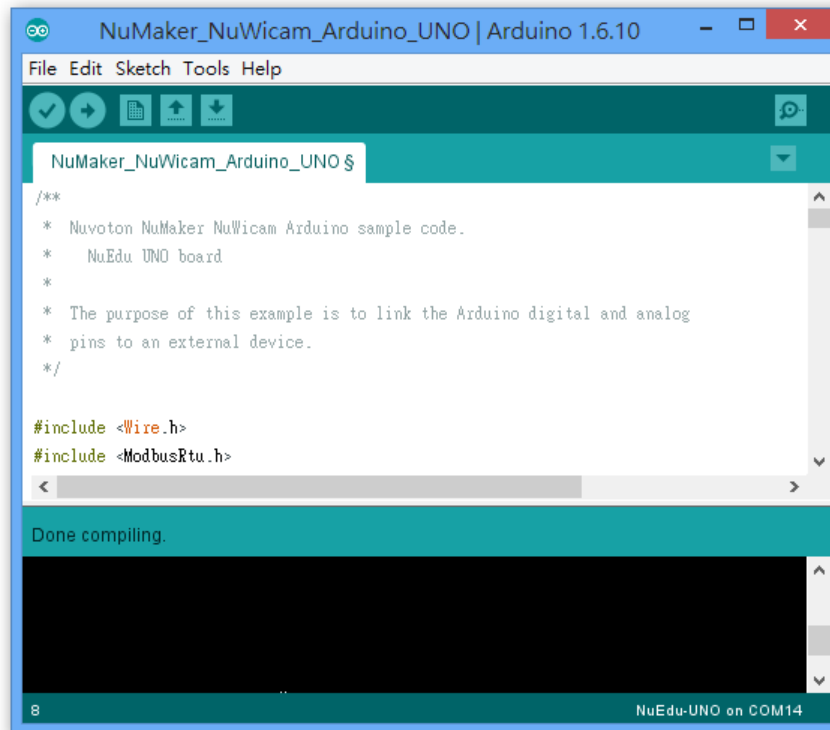 NuMaker_NuWicam_Arduino_UNO | Arduino 1.6.10
File Edit Sketch Tools Help
NuMaker_NuWicam_Arduino_UNO §
/**
* Nuvoton NuMaker NuWicam Arduino sample code.
* NuEdu UNO board
*
* The purpose of this example is to link the Arduino digital and analog
* pins to an external device.
*/
#include <Wire.h>
#include <ModbusRtu.h>
Done compiling.
8 NuEdu-UNO on COM14